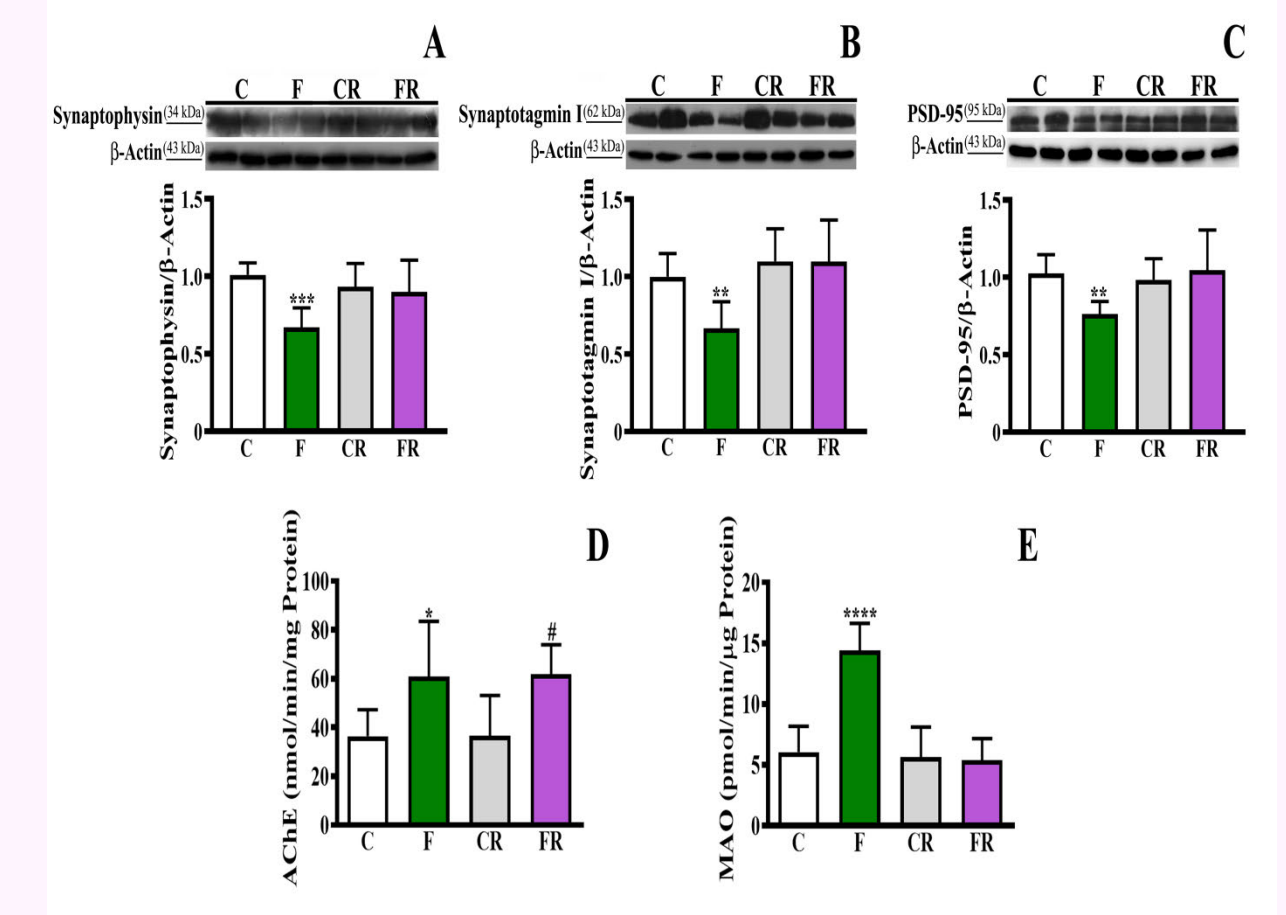 A
C F CR FR
Synaptophysin (34 kDa)
β-Actin (43 kDa)
Synaptophysin/β-Actin
1.5
1.0
***
0.5
0
C F CR FR
B
C F CR FR
Synaptotagmin I (62 kDa)
β-Actin (43 kDa)
Synaptotagmin I/β-Actin
1.5
1.0
**
0.5
0
C F CR FR
C
C F CR FR
PSD-95 (95 kDa)
β-Actin (43 kDa)
PSD-95/β-Actin
1.5
1.0
**
0.5
0
C F CR FR
D
AChE (nmol/min/mg Protein)
100
80
*
#
60
40
20
0
C F CR FR
E
MAO (pmol/min/µg Protein)
20
****
15
10
5
0
C F CR FR